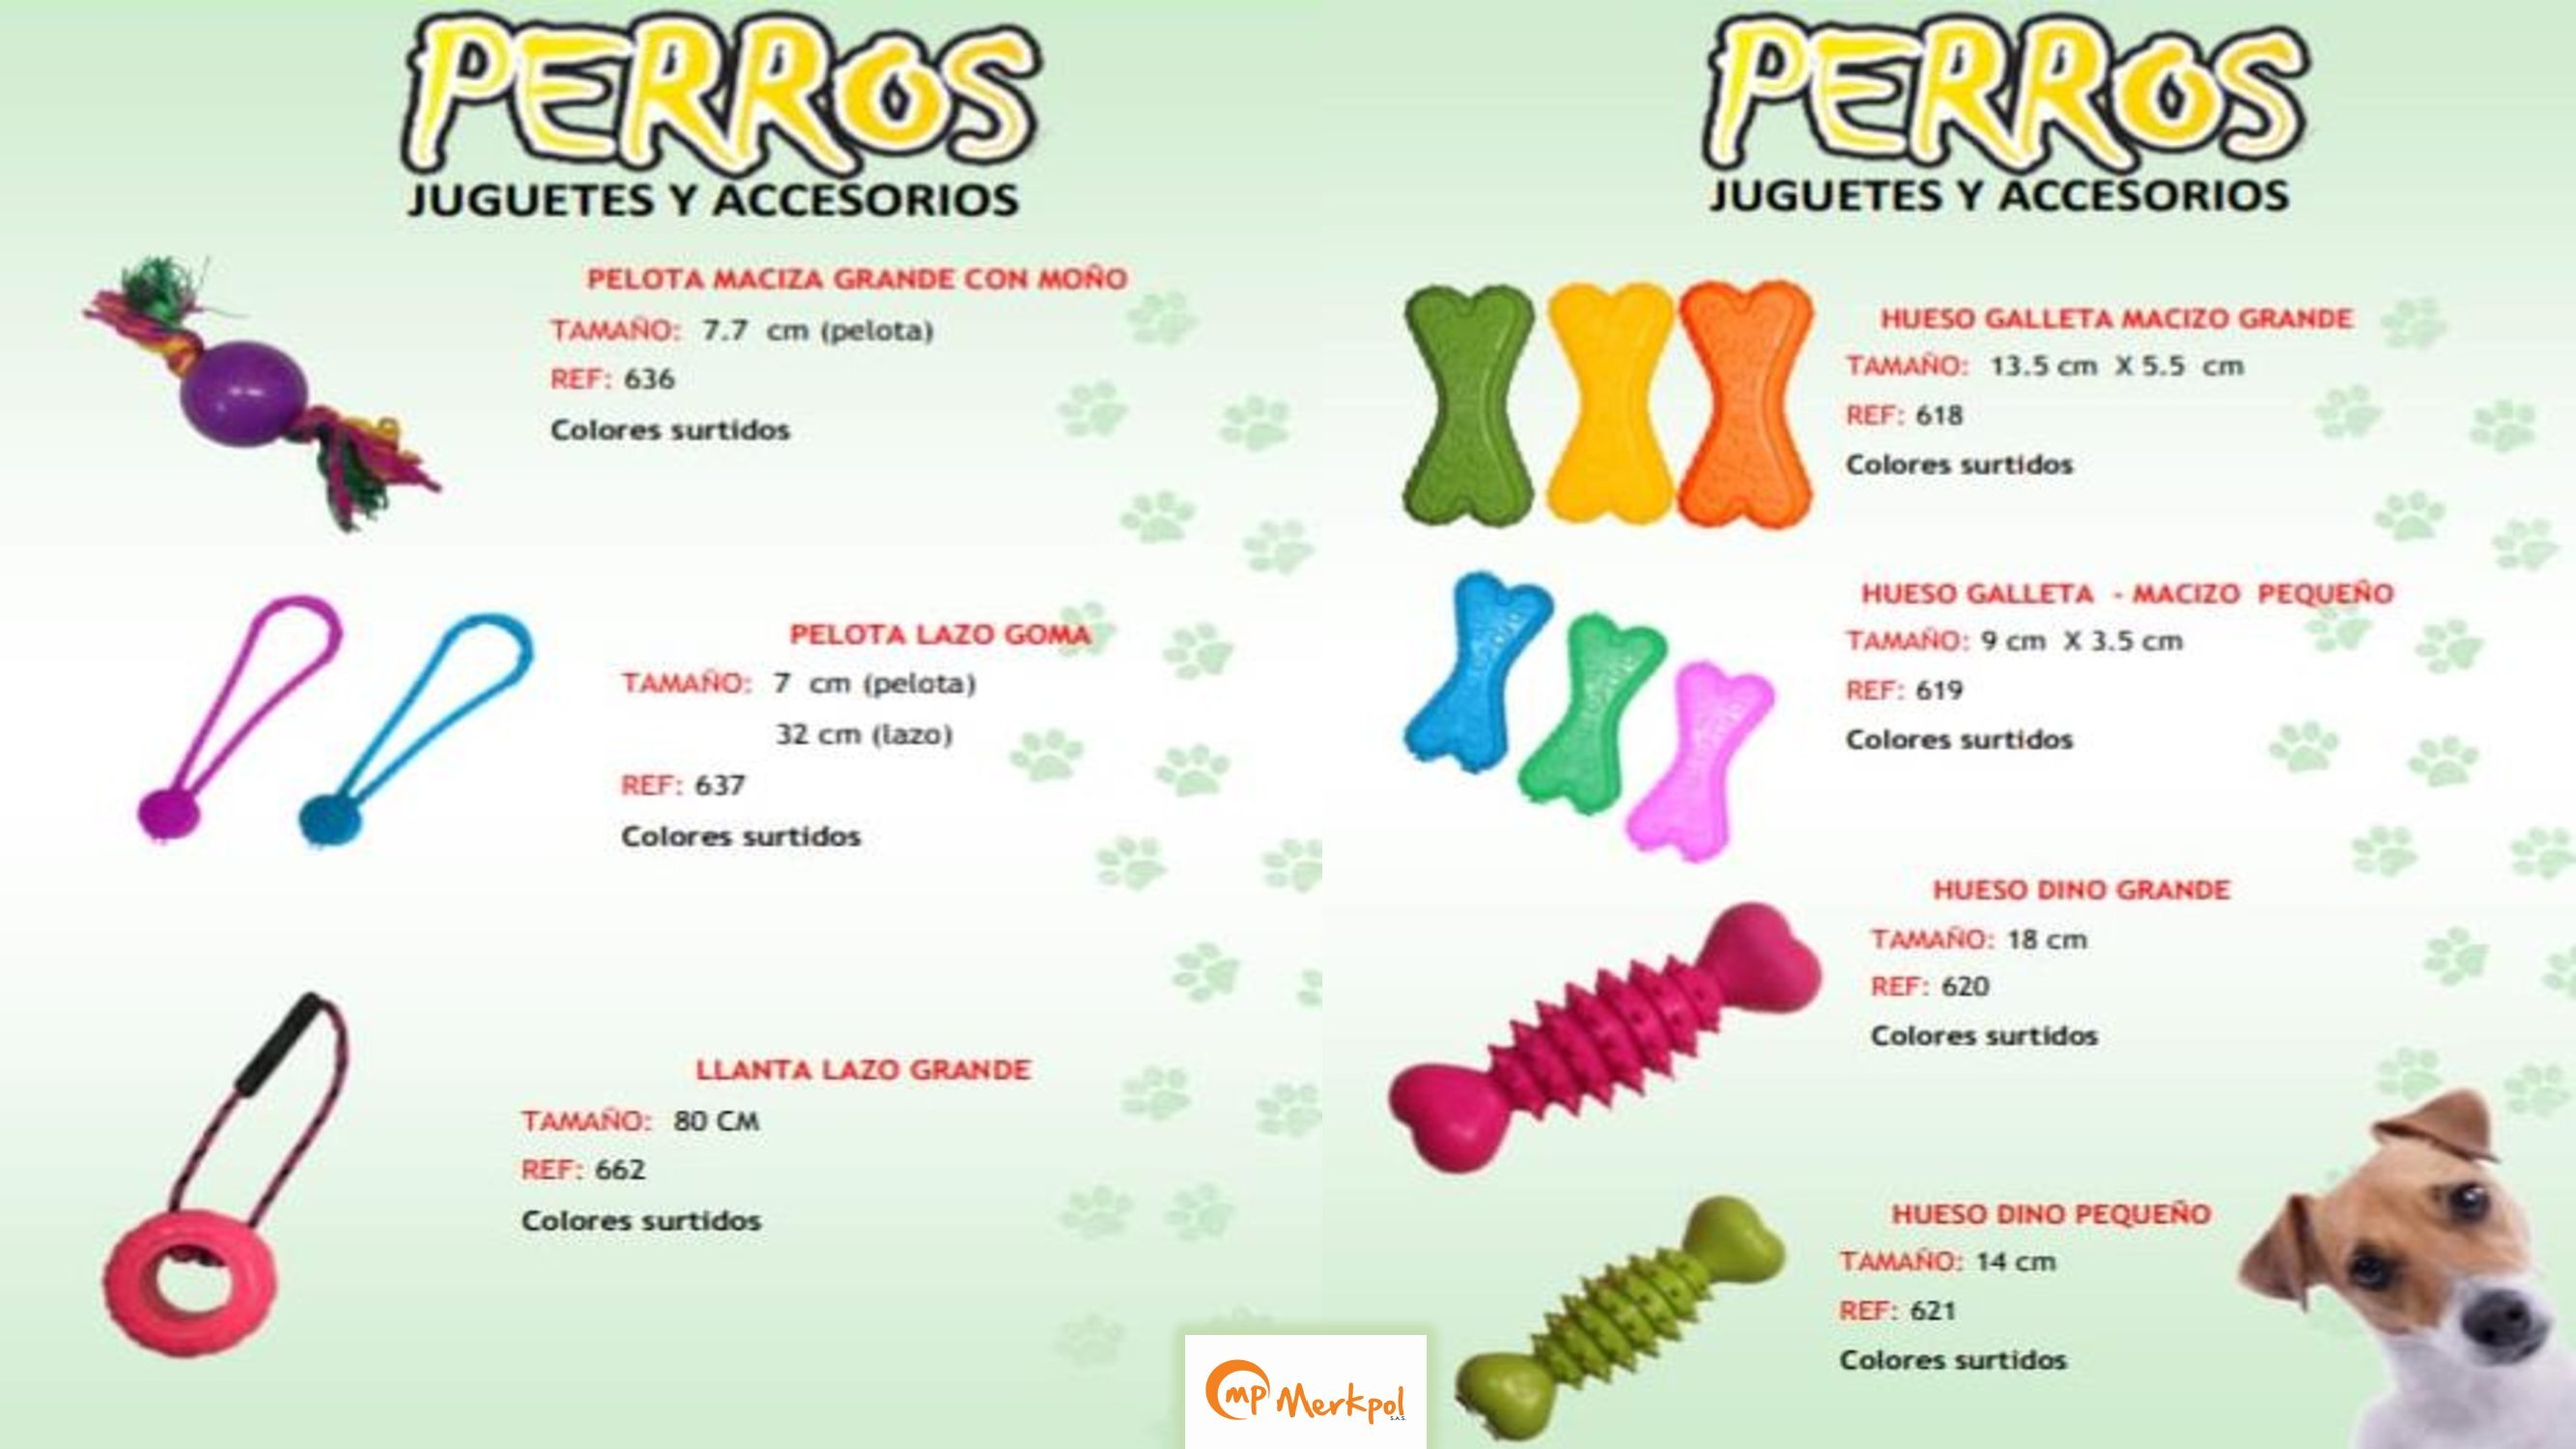 PERROS
JUGUETES Y ACCESORIOS
PELOTA MACIZA GRANDE CON MOÑO
TAMAÑO: 7.7 cm (pelota)
REF: 636
Colores surtidos
PELOTA LAZO GOMA
TAMAÑO: 7 cm (pelota)
32 cm (lazo)
REF: 637
Colores surtidos
LLANTA LAZO GRANDE
TAMAÑO: 80 CM
REF: 662
Colores surtidos
PERROS
JUGUETES Y ACCESORIOS
HUESO GALLETA MACIZO GRANDE
TAMAÑO: 13.5 cm X 5.5 cm
REF: 618
Colores surtidos
HUESO GALLETA - MACIZO PEQUEÑO
TAMAÑO: 9 cm X 3.5 cm
REF: 619
Colores surtidos
HUESO DINO GRANDE
TAMAÑO: 18 cm
REF: 620
Colores surtidos
HUESO DINO PEQUEÑO
TAMAÑO: 14 cm
REF: 621
Colores surtidos
mp Merkpol
S.A.S.